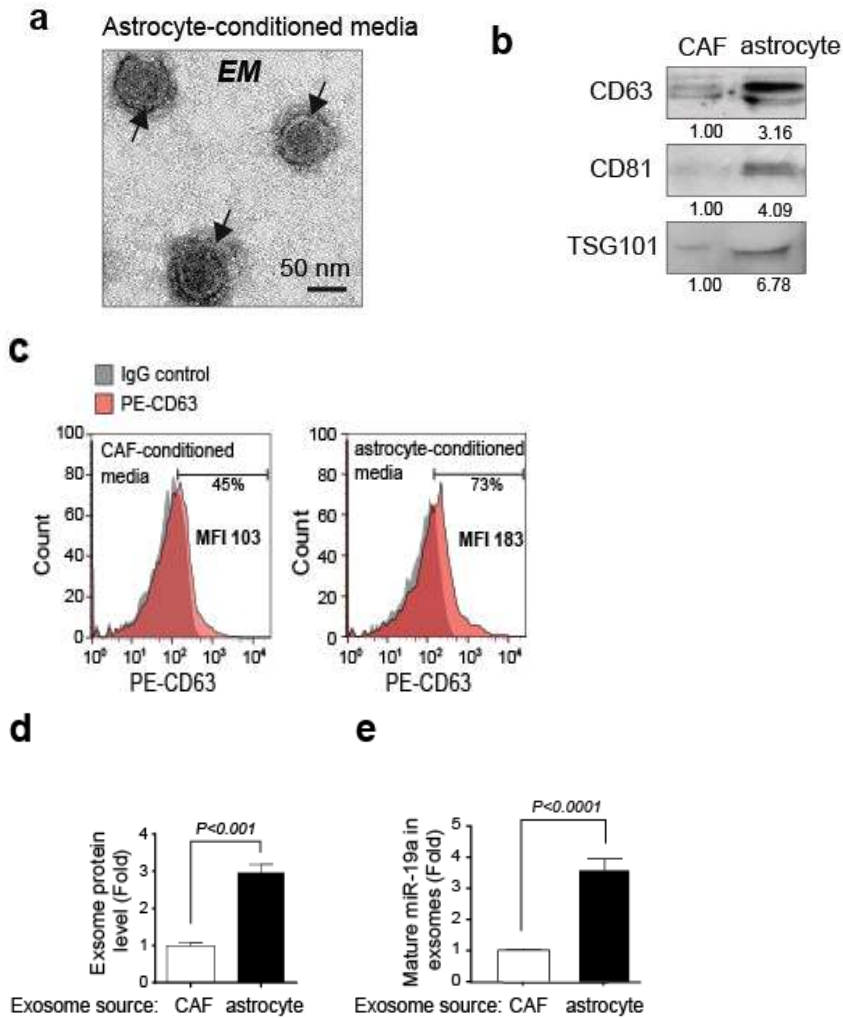 a
Astrocyte-conditioned media
EM
50 nm
b
CAF astrocyte
CD63
1.00 3.16
CD81
1.00 4.09
TSG101
1.00 6.78
c
IgG control
PE-CD63
100
80
60
40
20
0
Count
CAF-conditioned
media
45%
MFI 103
10⁰ 10¹ 10² 10³ 10⁴
PE-CD63
100
80
60
40
20
0
Count
astrocyte-conditioned
media
73%
MFI 183
10⁰ 10¹ 10² 10³ 10⁴
PE-CD63
d
P<0.001
4
3
2
1
0
Exsome protein
level (Fold)
Exosome source: CAF astrocyte
e
P<0.0001
5
4
3
2
1
0
Mature miR-19a in
exsomes (Fold)
Exosome source: CAF astrocyte